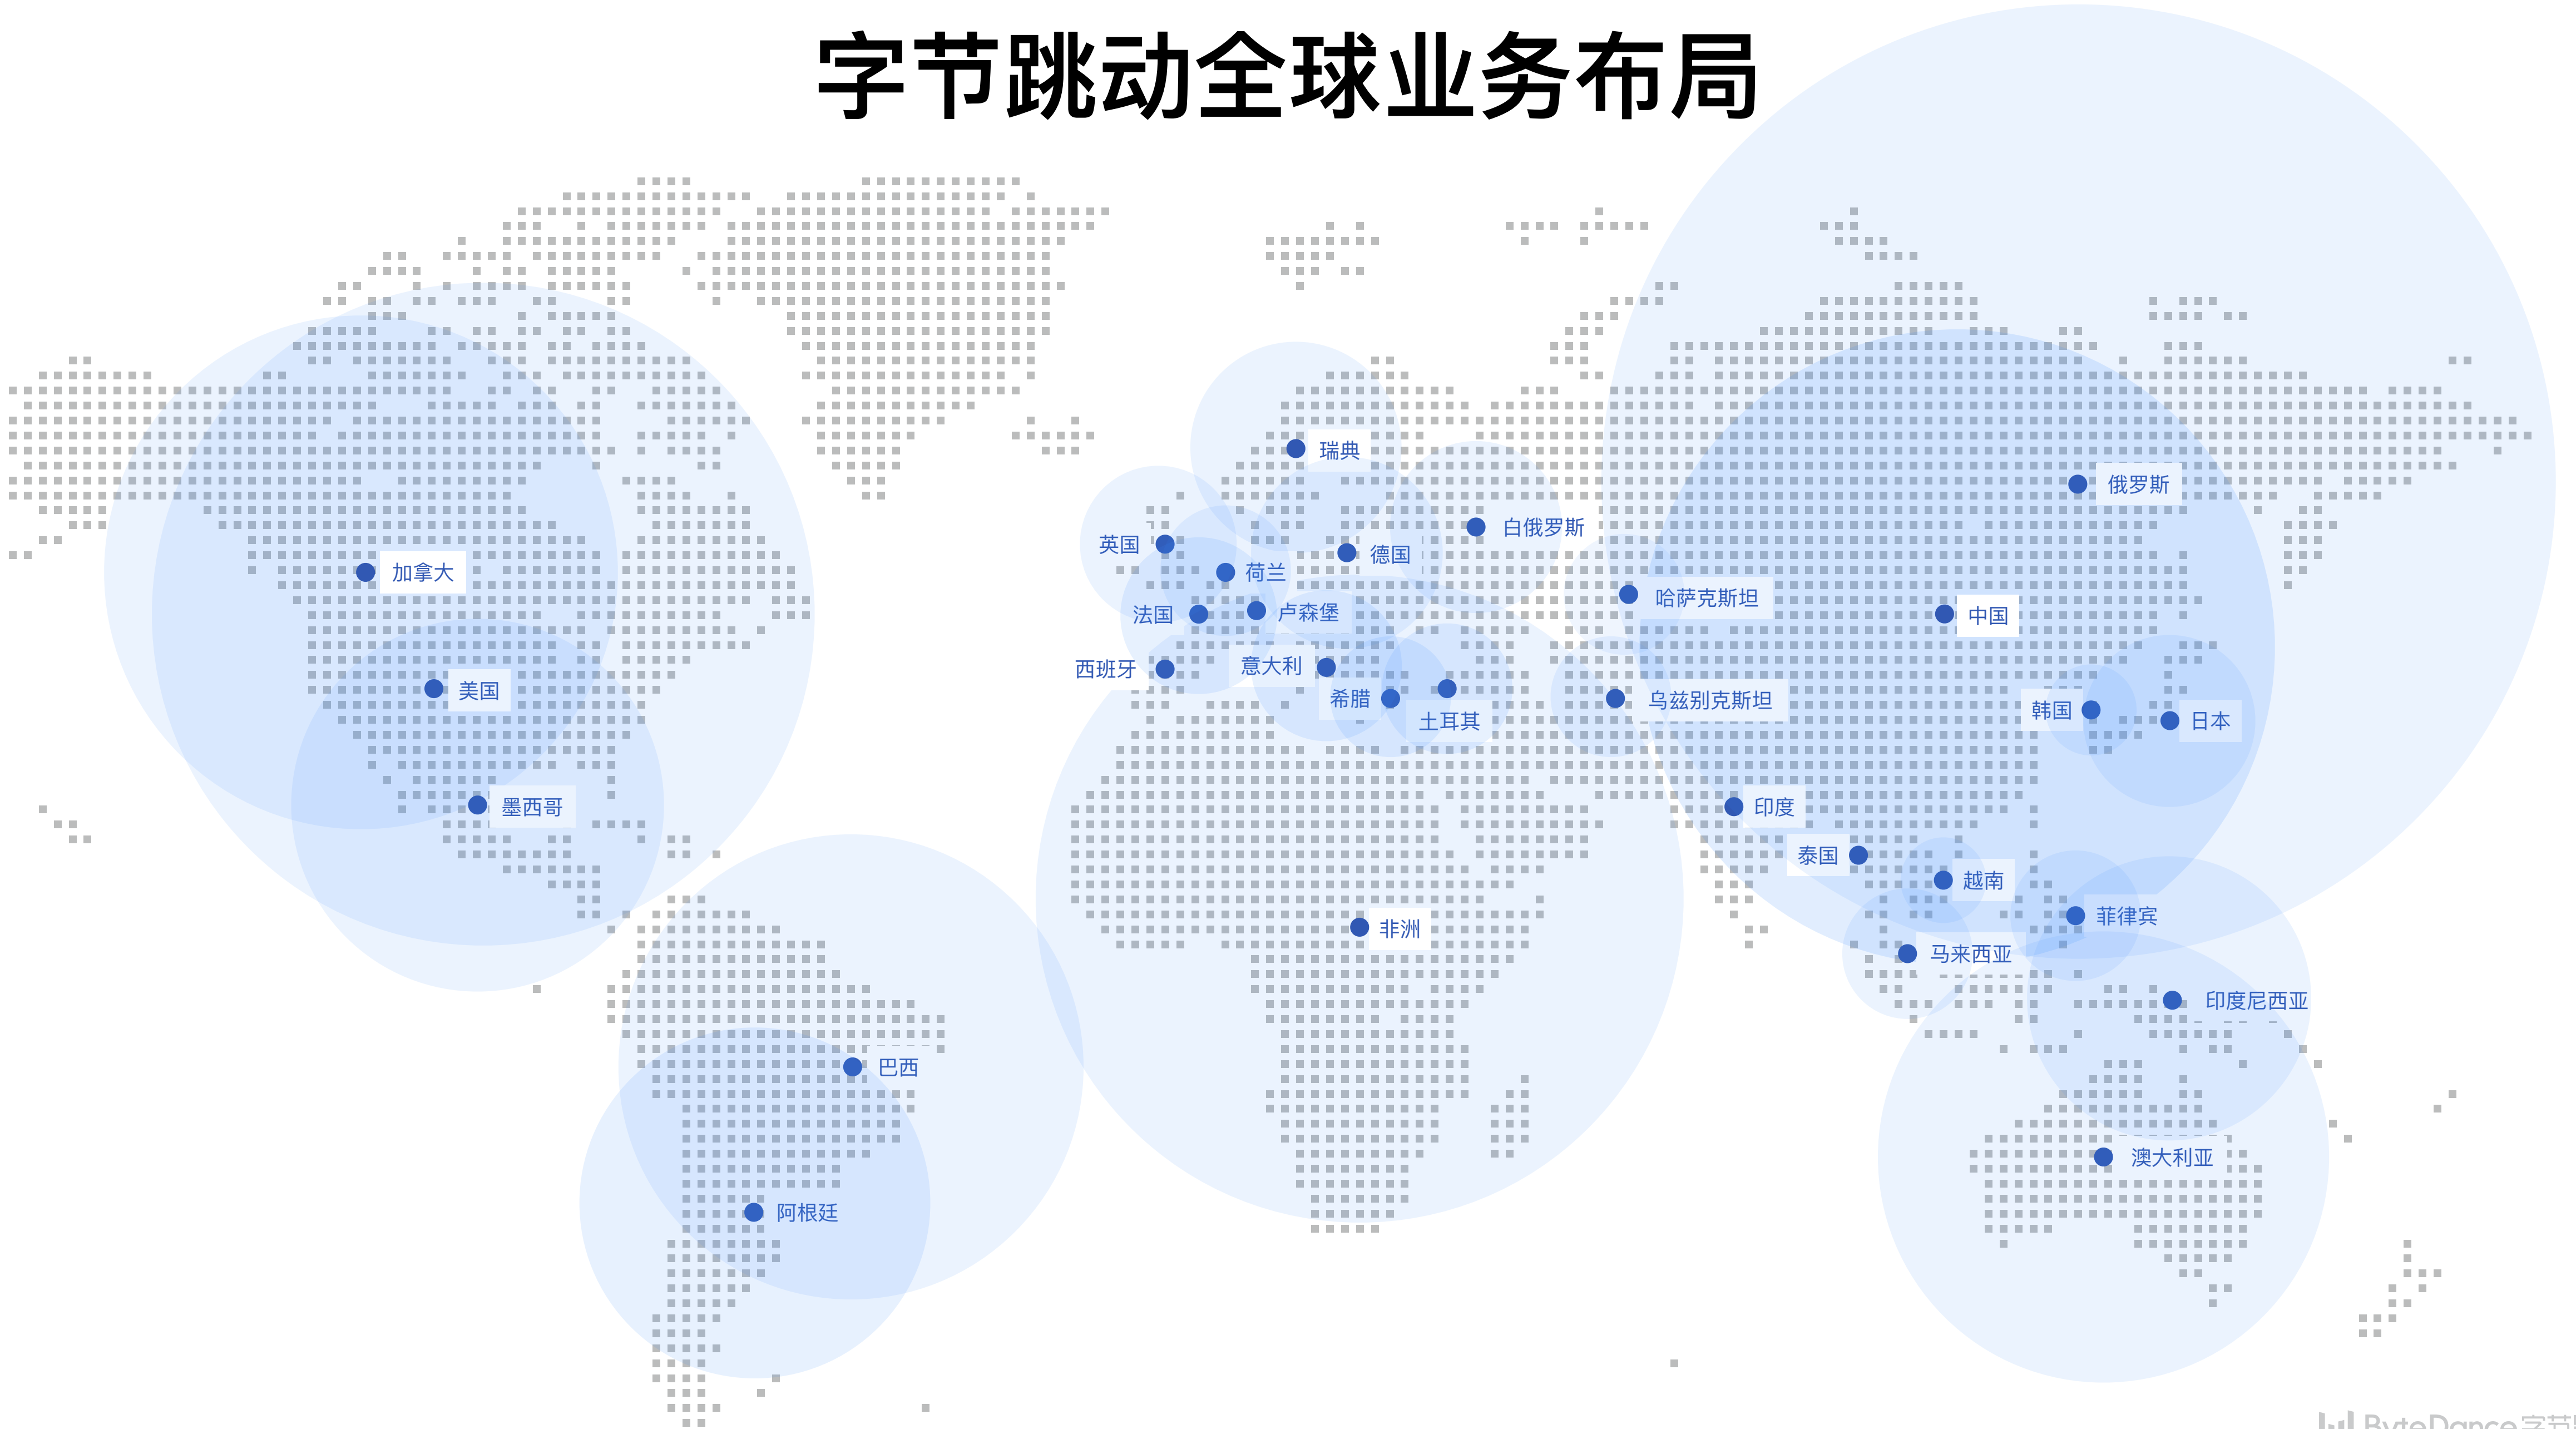 字节跳动全球业务布局
瑞典
俄罗斯
白俄罗斯
英国
德国
加拿大
荷兰
哈萨克斯坦
法国
卢森堡
中国
西班牙
意大利
美国
希腊
乌兹别克斯坦
韩国
土耳其
日本
墨西哥
印度
泰国
越南
菲律宾
非洲
马来西亚
印度尼西亚
巴西
澳大利亚
阿根廷
ByteDance 字节